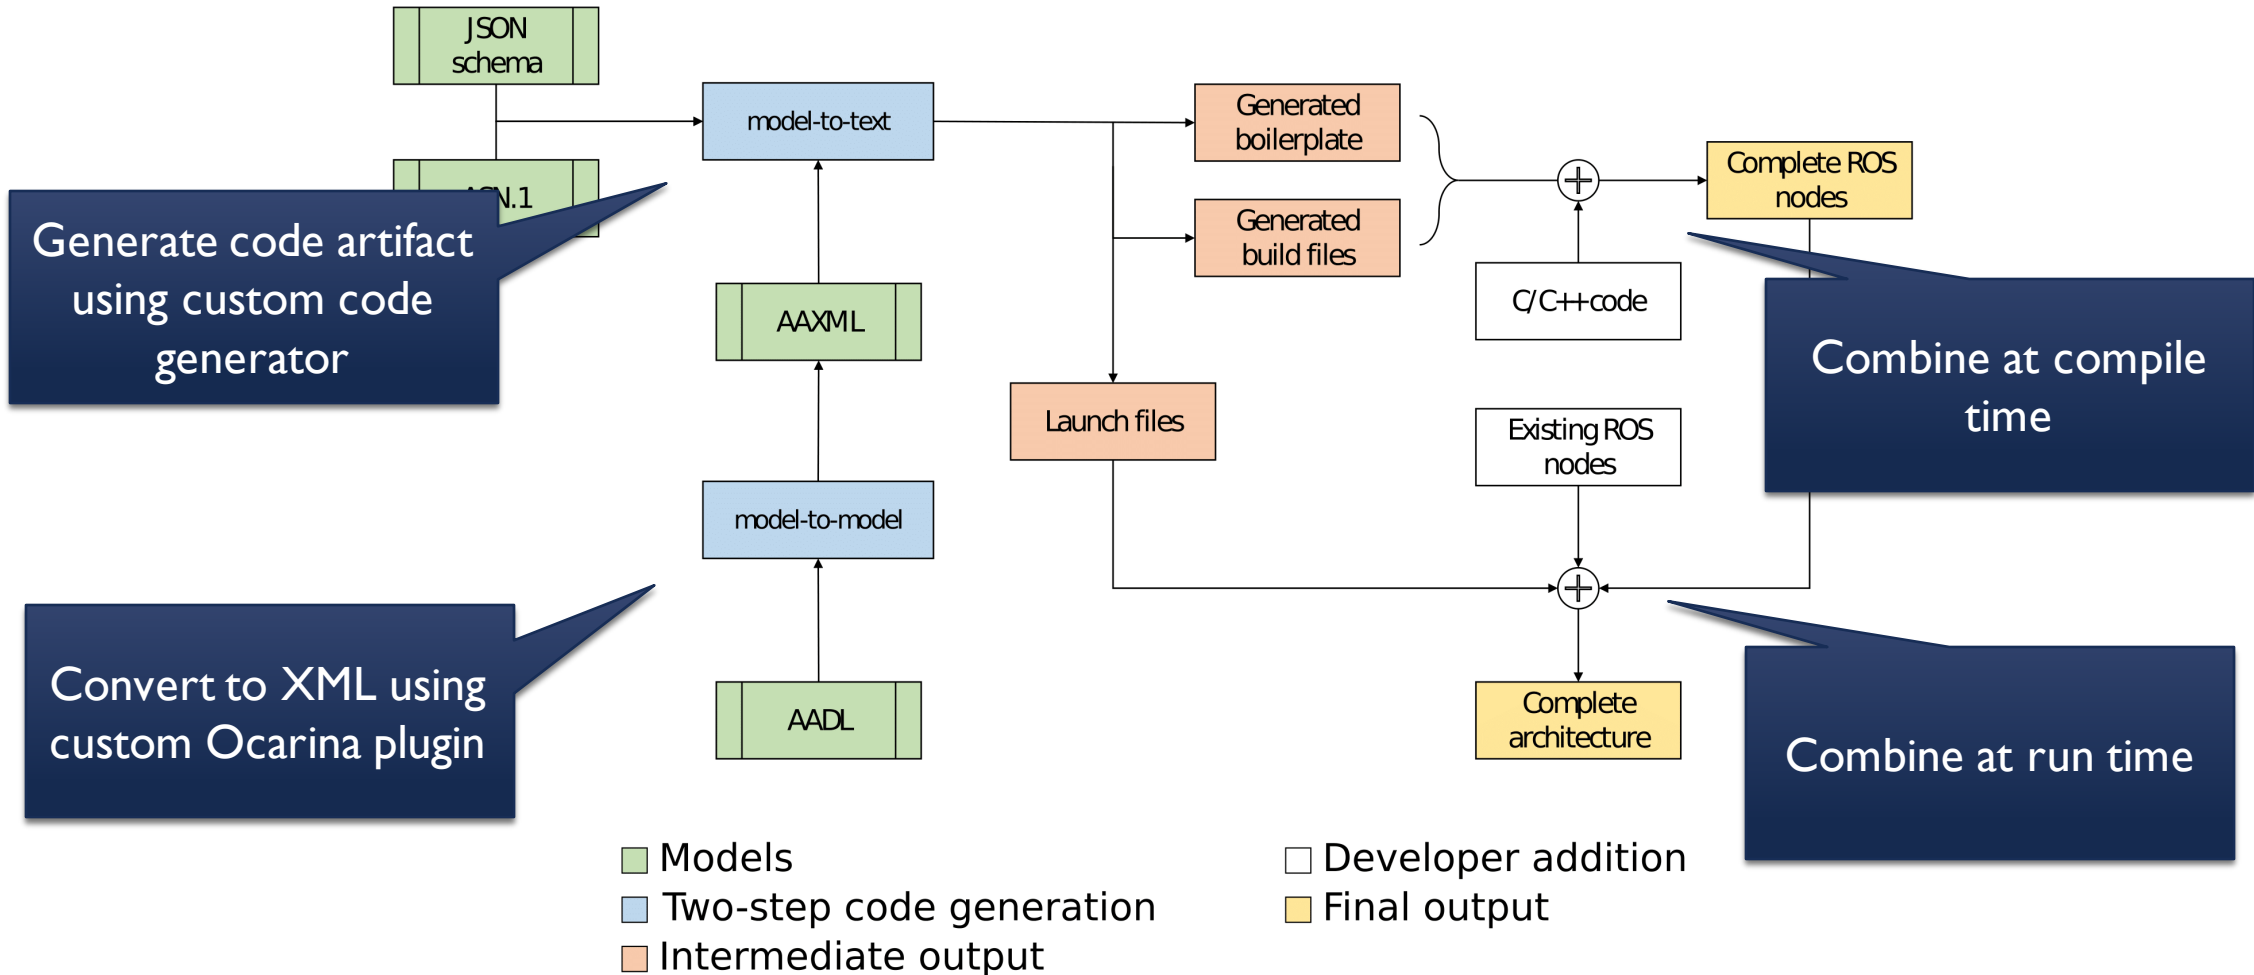 JSON
schema
model-to-text
Generated
boilerplate
Complete ROS
nodes
N.1
Generate code artifact
using custom code
generator
Generated
build files
C/C++ code
AAXML
Combine at compile
time
Launch files
Existing ROS
nodes
model-to-model
Convert to XML using
custom Ocarina plugin
AADL
Complete
architecture
Combine at run time
Models
Two-step code generation
Intermediate output
Developer addition
Final output